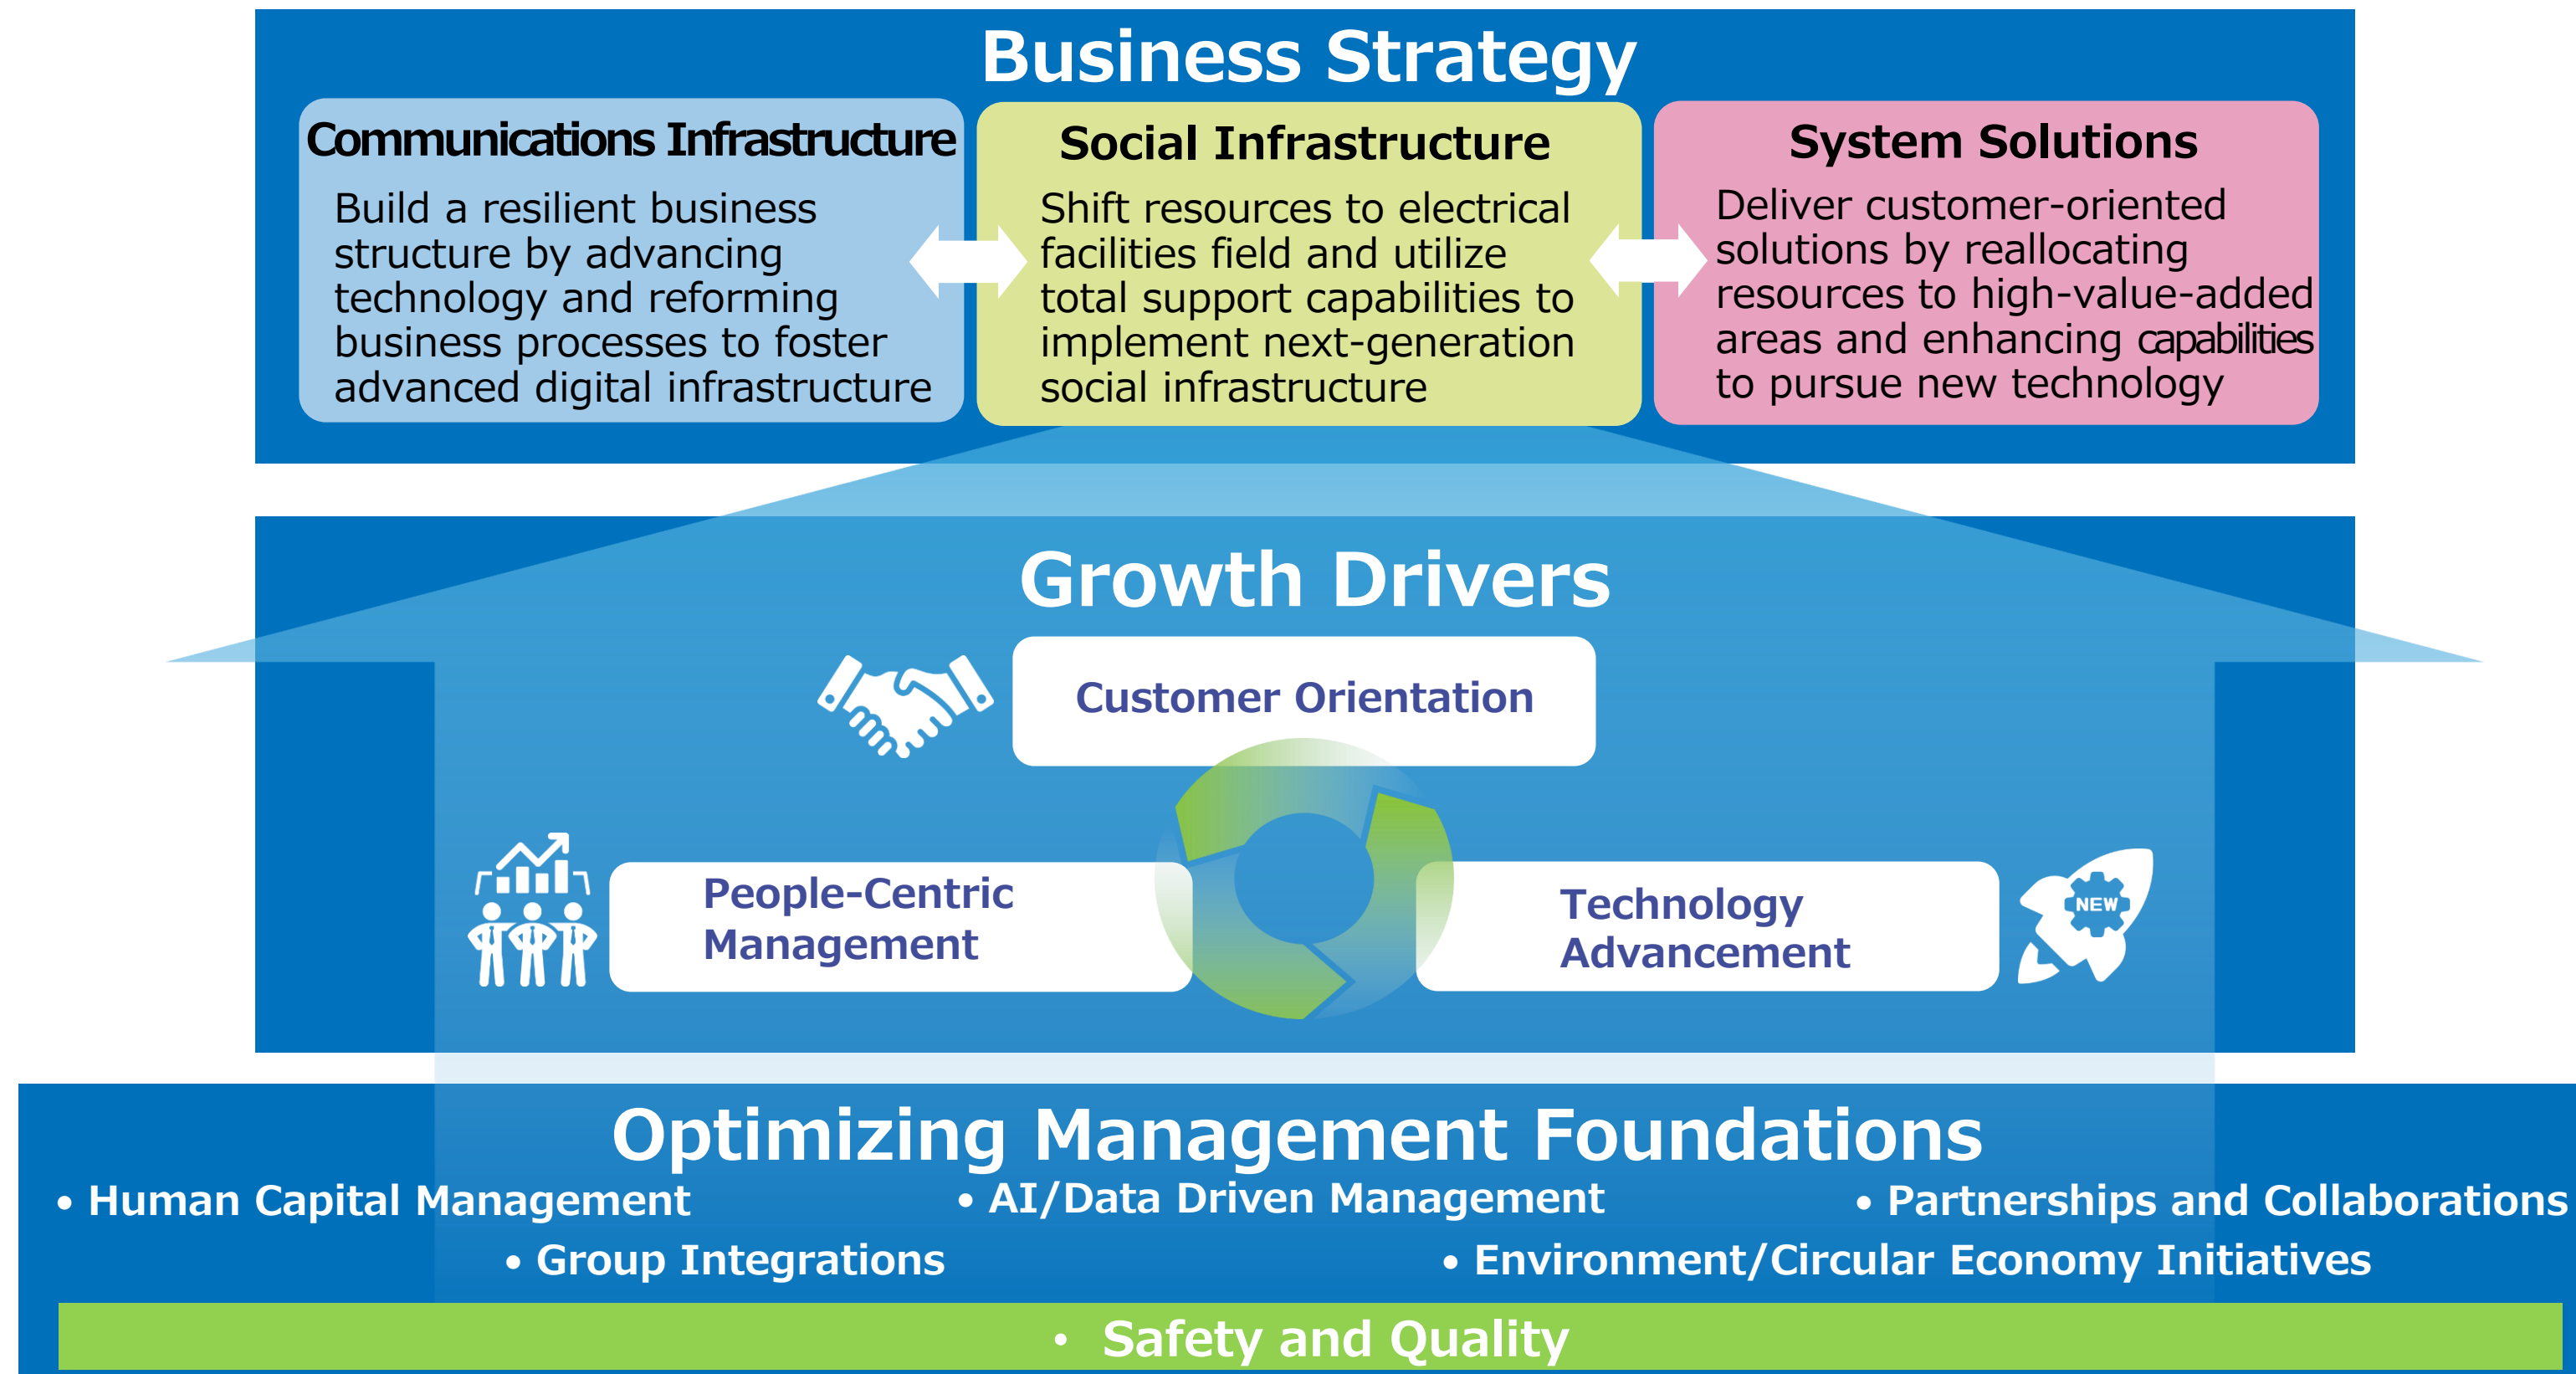 Business Strategy
Communications Infrastructure
Build a resilient business
structure by advancing
technology and reforming
business processes to foster
advanced digital infrastructure
Social Infrastructure
Shift resources to electrical
facilities field and utilize
total support capabilities to
implement next-generation
social infrastructure
System Solutions
Deliver customer-oriented
solutions by reallocating
resources to high-value-added
areas and enhancing capabilities
to pursue new technology
Growth Drivers
Customer Orientation
People-Centric
Management
Technology
Advancement
NEW
Optimizing Management Foundations
• Human Capital Management
• AI/Data Driven Management
• Partnerships and Collaborations
• Group Integrations
• Environment/Circular Economy Initiatives
• Safety and Quality